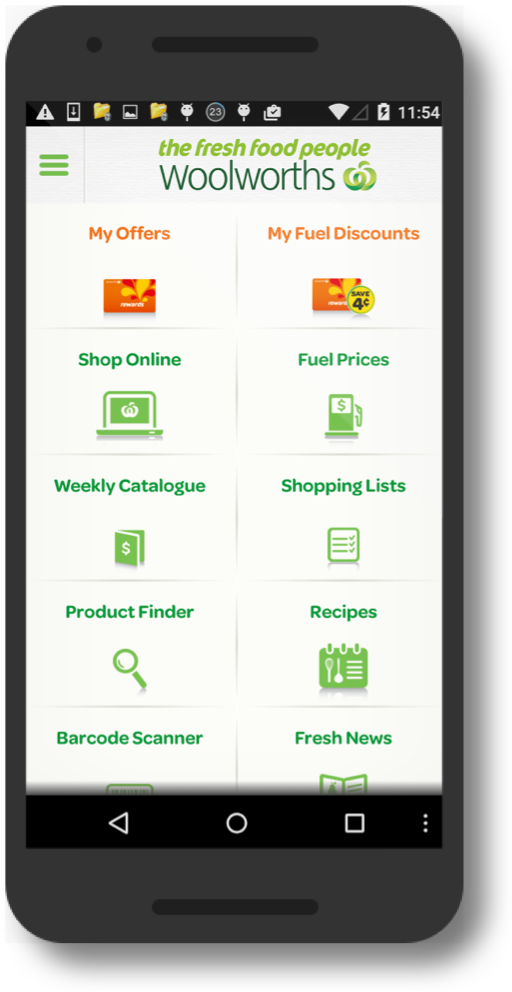 23 11:54
the fresh food people
Woolworths
My Offers My Fuel Discounts
rewards rewards SAVE 4¢
Shop Online Fuel Prices
$
Weekly Catalogue Shopping Lists
$
Product Finder Recipes
Barcode Scanner Fresh News